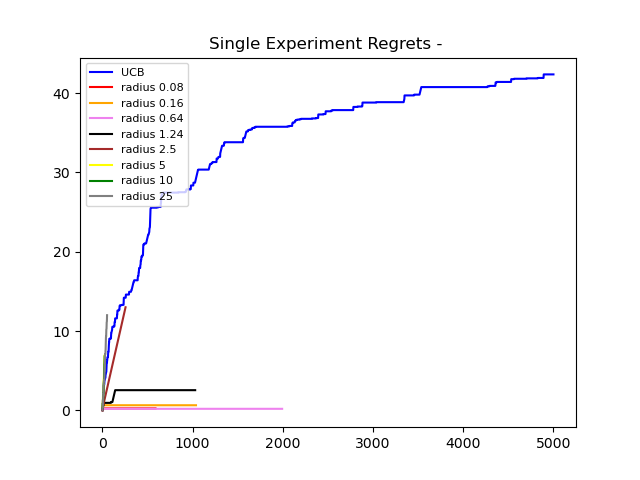 Single Experiment Regrets -
UCB
radius 0.08
radius 0.16
radius 0.64
radius 1.24
radius 2.5
radius 5
radius 10
radius 25
40
30
20
10
0
0 1000 2000 3000 4000 5000